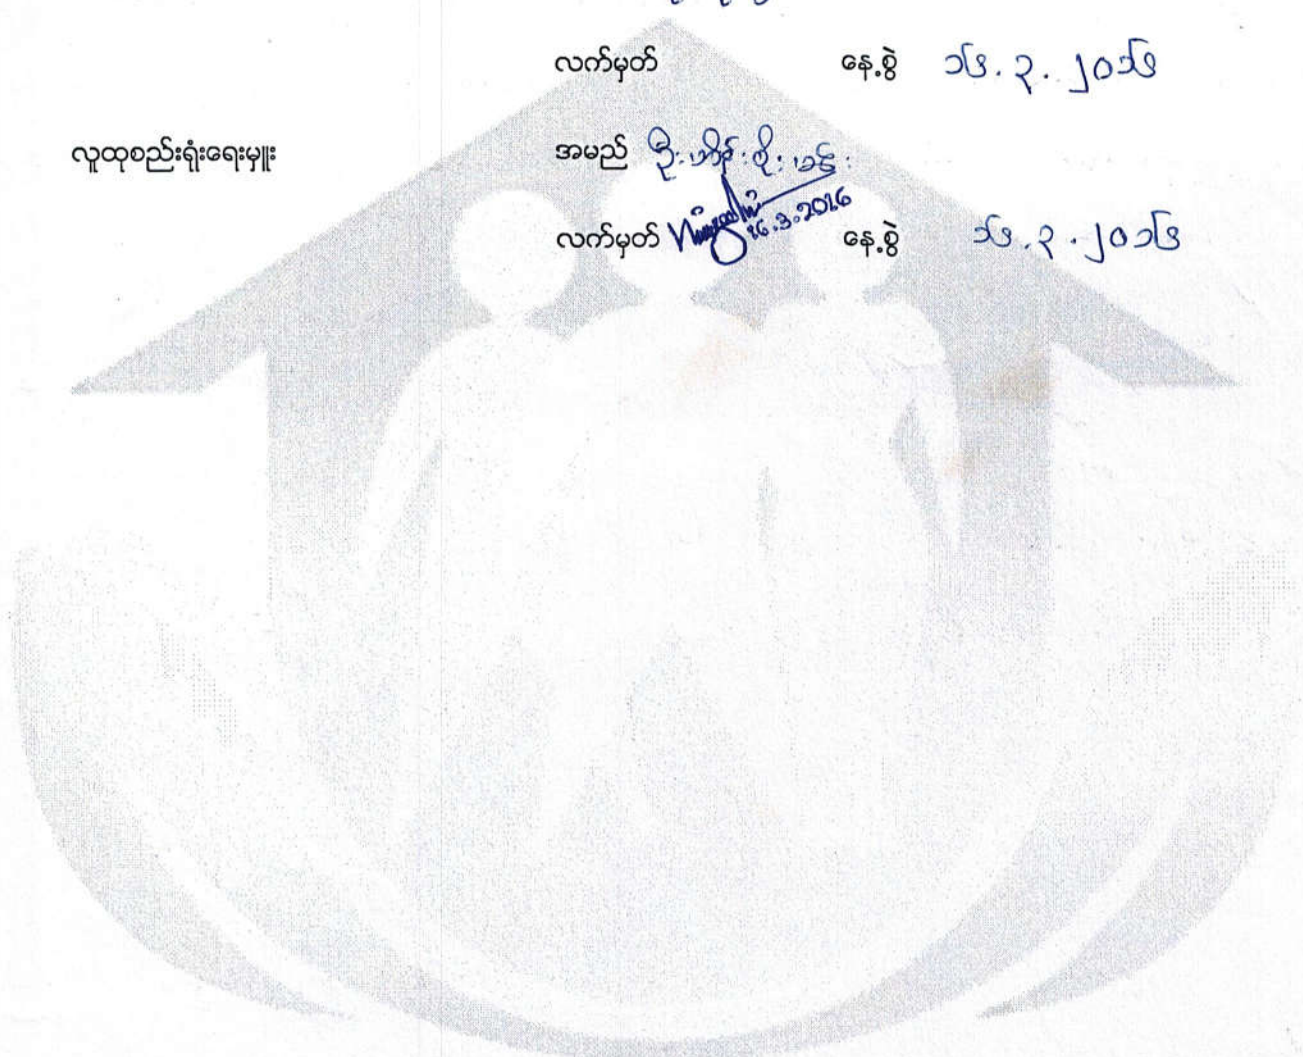 လက်မှတ် နေ့စွဲ ၁၆.၃.၂၀၁၆
လူထုစည်းရုံးရေးမှူး အမည် ဦး
လက်မှတ် 16.3.2016 နေ့စွဲ ၁၆.၃.၂၀၁၆